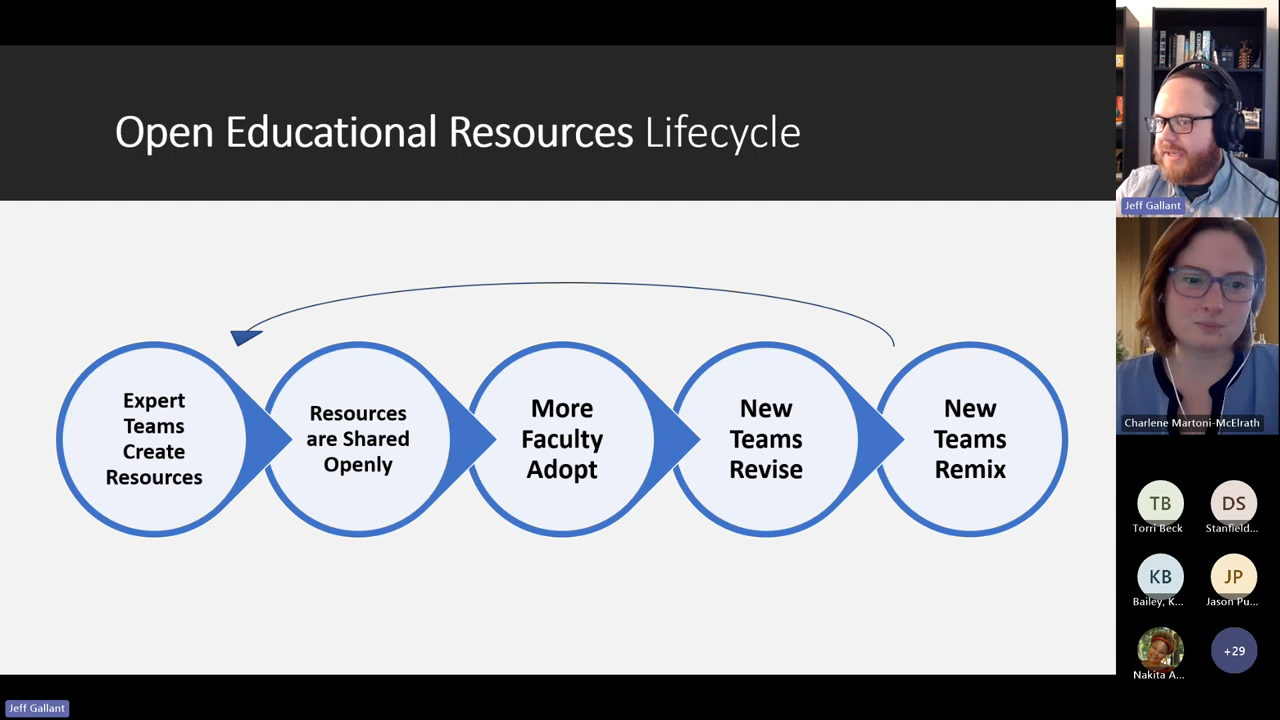 Open Educational Resources Lifecycle
Expert
Teams
Create
Resources
Resources
are Shared
Openly
More
Faculty
Adopt
New
Teams
Revise
New
Teams
Remix
Jeff Gallant
Charlene Martoni-McElrath
TB
Torri Beck
DS
Stanfield...
KB
Bailey, K...
JP
Jason Pu...
Nakita A...
+29
Jeff Gallant